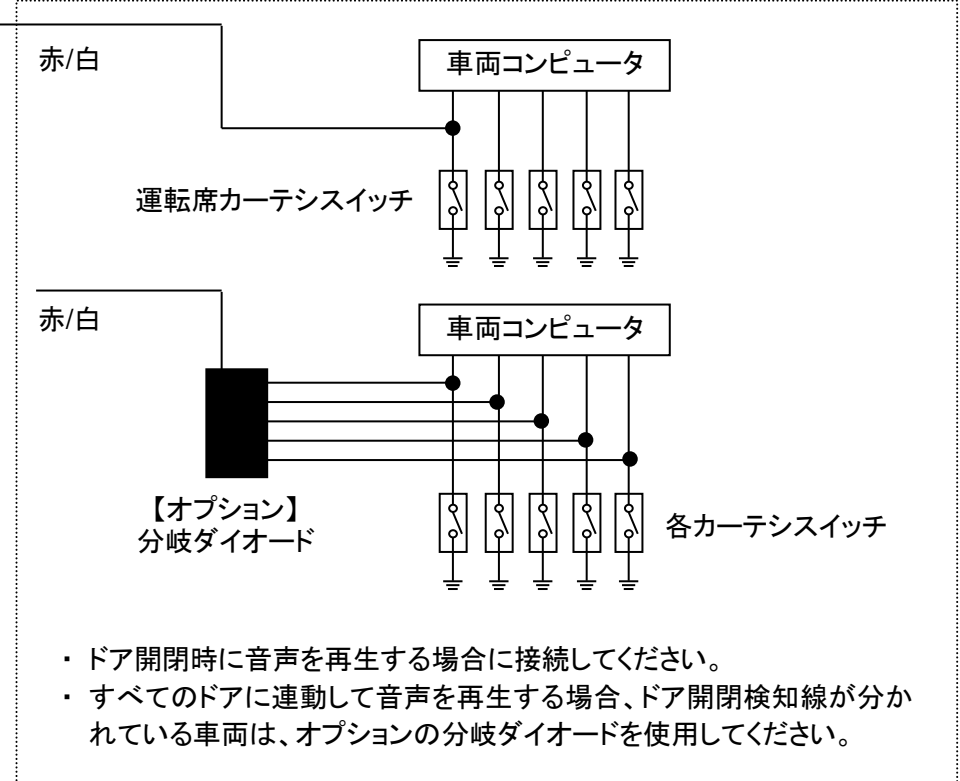 赤/白
車両コンピュータ
運転席カーテシスイッチ
赤/白
車両コンピュータ
【オプション】
分岐ダイオード
各カーテシスイッチ
・ ドア開閉時に音声を再生する場合に接続してください。
・ すべてのドアに連動して音声を再生する場合、ドア開閉検知線が分か
れている車両は、オプションの分岐ダイオードを使用してください。